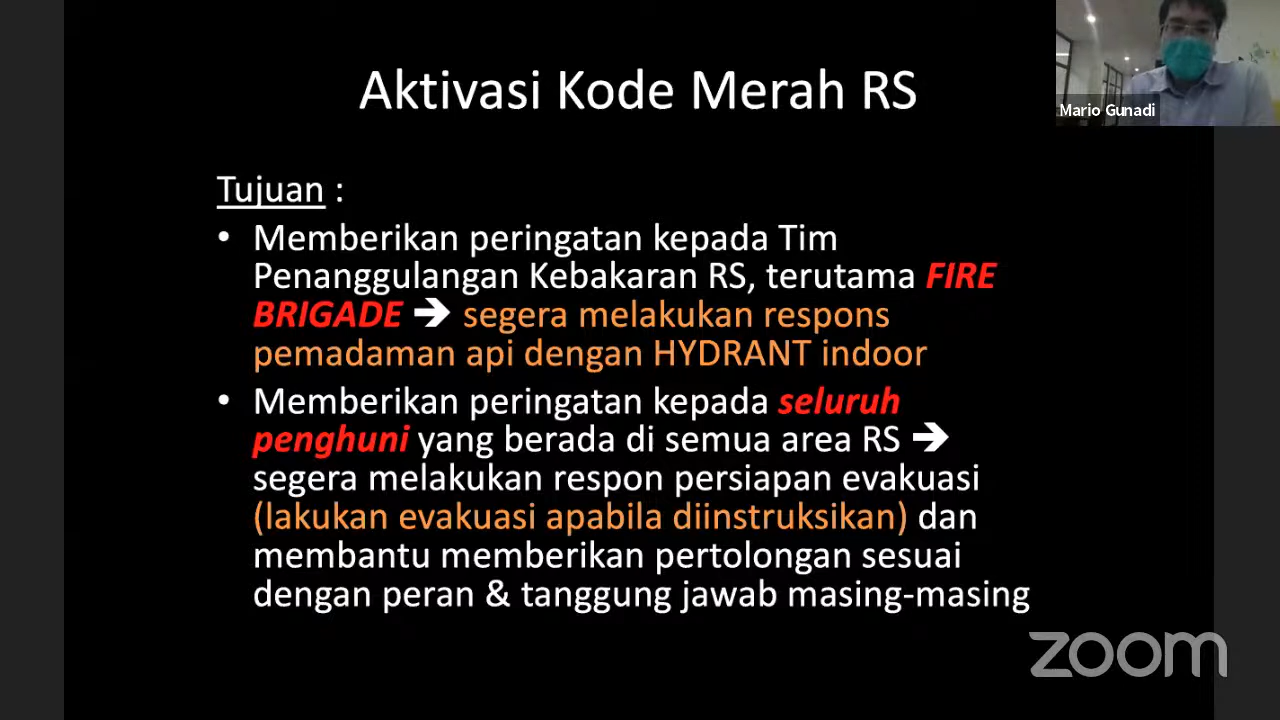 Aktivasi Kode Merah RS
Mario Gunadi
Tujuan :
• Memberikan peringatan kepada Tim
Penanggulangan Kebakaran RS, terutama FIRE
BRIGADE ➔ segera melakukan respons
pemadaman api dengan HYDRANT indoor
• Memberikan peringatan kepada seluruh
penghuni yang berada di semua area RS ➔
segera melakukan respon persiapan evakuasi
(lakukan evakuasi apabila diinstruksikan) dan
membantu memberikan pertolongan sesuai
dengan peran & tanggung jawab masing-masing
zoom